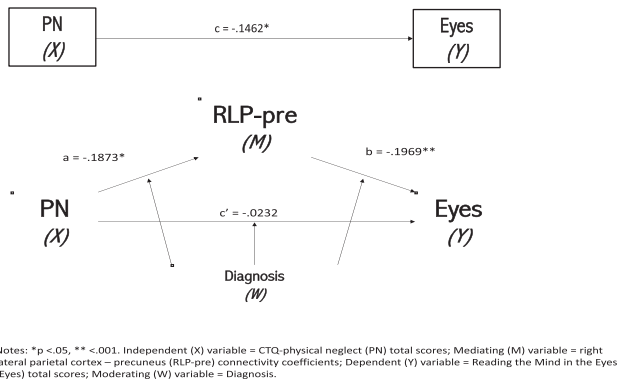 PN
(X)
c = -.1462*
Eyes
(Y)
RLP-pre
(M)
a = -.1873*
b = -.1969**
PN
(X)
c' = -.0232
Eyes
(Y)
Diagnosis
(W)
Notes: *p <.05, ** <.001. Independent (X) variable = CTQ-physical neglect (PN) total scores; Mediating (M) variable = right
ateral parietal cortex – precuneus (RLP-pre) connectivity coefficients; Dependent (Y) variable = Reading the Mind in the Eyes
Eyes) total scores; Moderating (W) variable = Diagnosis.